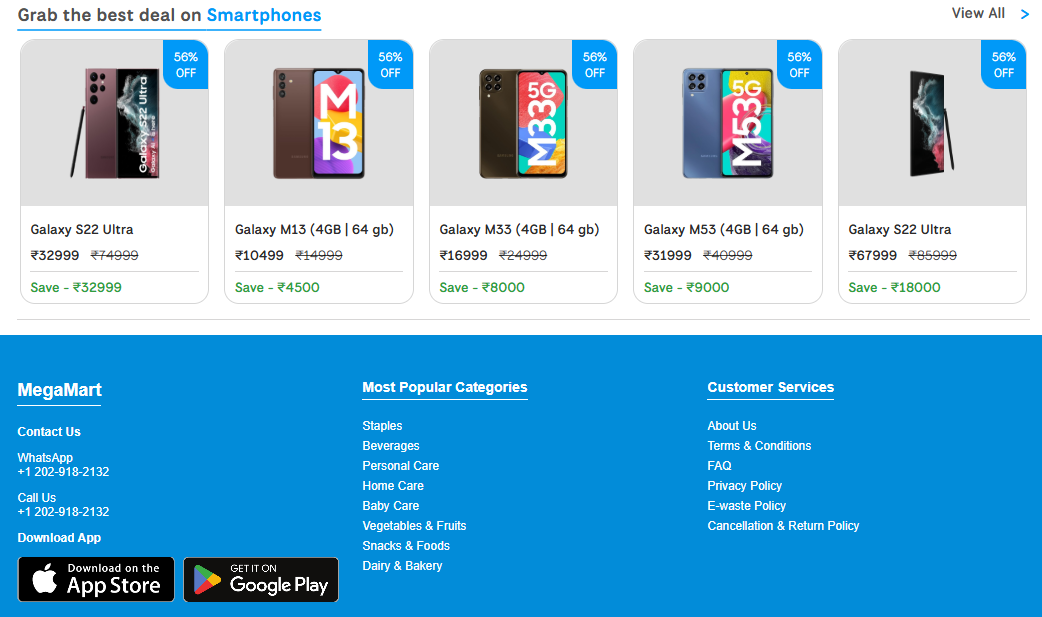 Grab the best deal on Smartphones
View All >
56%
OFF
Galaxy S22 Ultra
Galaxy S22 Ultra
₹32999 ₹74999
Save - ₹32999
56%
OFF
M
13
Galaxy M13 (4GB | 64 gb)
₹10499 ₹14999
Save - ₹4500
56%
OFF
M33 5G
Galaxy M33 (4GB | 64 gb)
₹16999 ₹24999
Save - ₹8000
56%
OFF
M53 5G
Galaxy M53 (4GB | 64 gb)
₹31999 ₹40999
Save - ₹9000
56%
OFF
Galaxy S22 Ultra
₹67999 ₹85999
Save - ₹18000
MegaMart
Contact Us
WhatsApp
+1 202-918-2132
Call Us
+1 202-918-2132
Download App
Download on the
App Store
GET IT ON
Google Play
Most Popular Categories
Staples
Beverages
Personal Care
Home Care
Baby Care
Vegetables & Fruits
Snacks & Foods
Dairy & Bakery
Customer Services
About Us
Terms & Conditions
FAQ
Privacy Policy
E-waste Policy
Cancellation & Return Policy